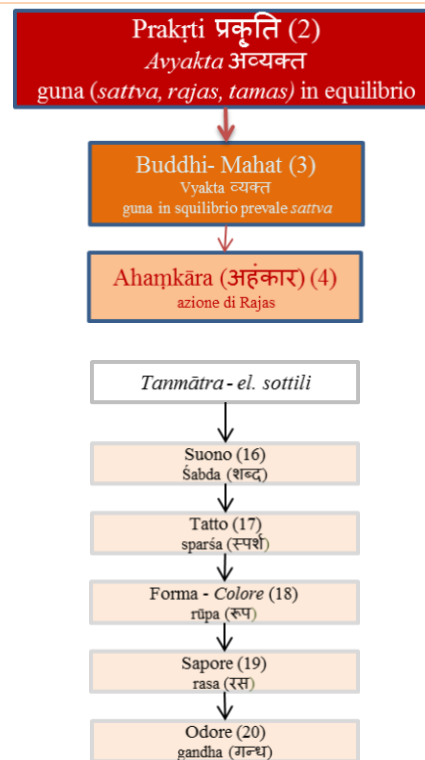 Prakṛti प्रकृति (2)
Avyakta अव्यक्त
guna (sattva, rajas, tamas) in equilibrio
Buddhi- Mahat (3)
Vyakta व्यक्त
guna in squilibrio prevale sattva
Ahaṃkāra (अहंकार) (4)
azione di Rajas
Tanmātra - el. sottili
Suono (16)
Śabda (शब्द)
Tatto (17)
sparśa (स्पर्श)
Forma - Colore (18)
rūpa (रूप)
Sapore (19)
rasa (रस)
Odore (20)
gandha (गन्ध)